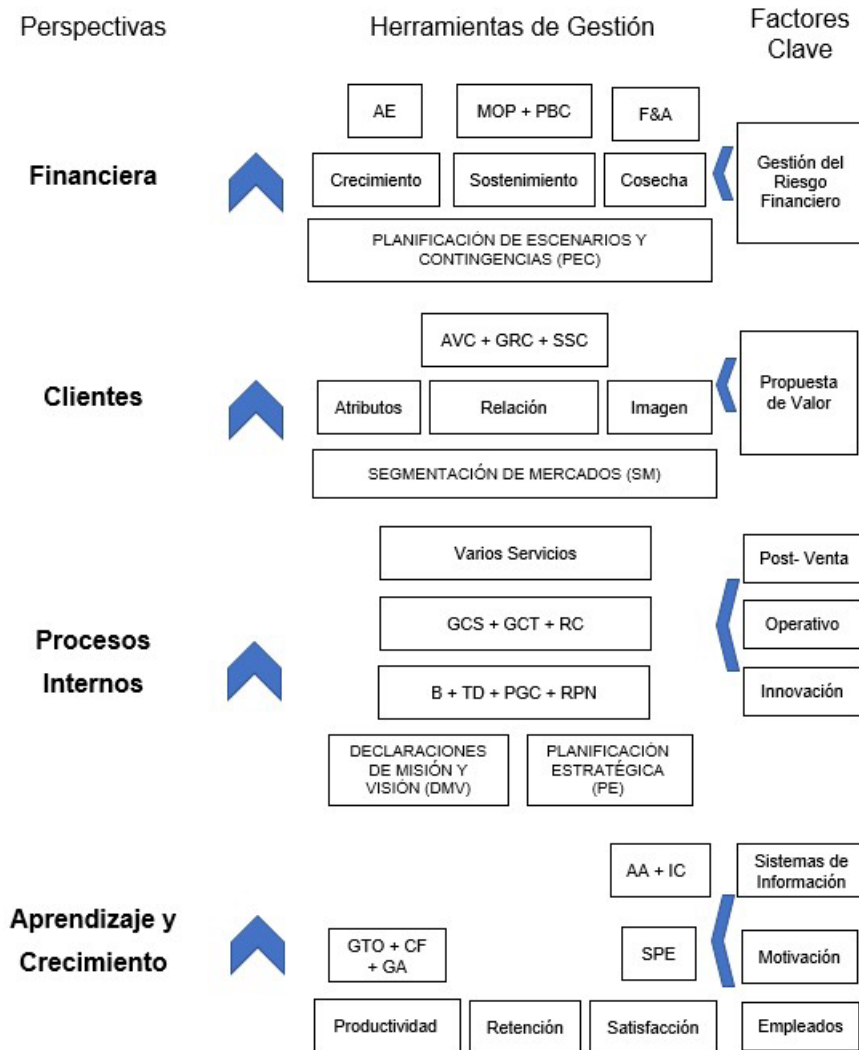 Perspectivas
Herramientas de Gestión
Factores
Clave
AE
MOP + PBC
F&A
Financiera
Crecimiento
Sostenimiento
Cosecha
Gestión del
Riesgo
Financiero
PLANIFICACIÓN DE ESCENARIOS Y
CONTINGENCIAS (PEC)
AVC + GRC + SSC
Clientes
Atributos
Relación
Imagen
Propuesta
de Valor
SEGMENTACIÓN DE MERCADOS (SM)
Varios Servicios
Post- Venta
Procesos
Internos
GCS + GCT + RC
Operativo
B + TD + PGC + RPN
Innovación
DECLARACIONES
DE MISIÓN Y
VISIÓN (DMV)
PLANIFICACIÓN
ESTRATÉGICA
(PE)
AA + IC
Sistemas de
Información
Aprendizaje y
Crecimiento
GTO + CF
+ GA
SPE
Motivación
Productividad
Retención
Satisfacción
Empleados